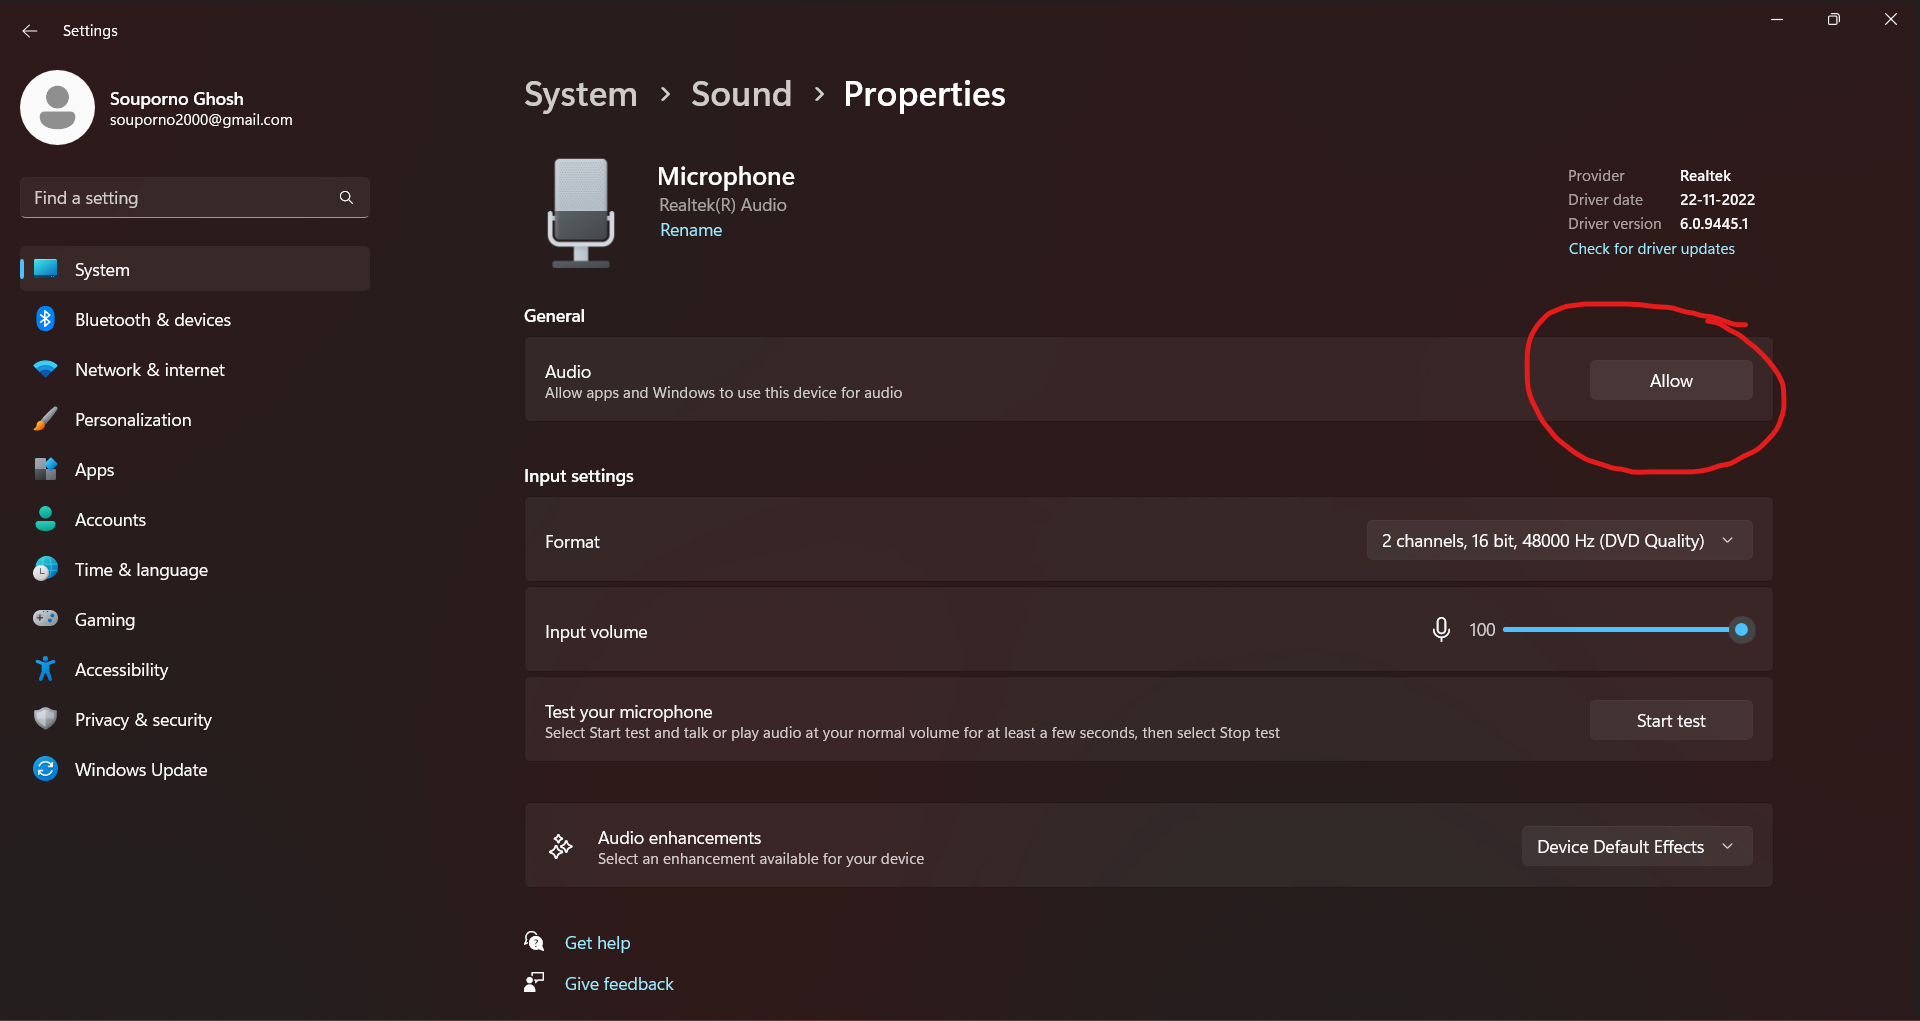 Settings
Souporno Ghosh
souporno2000@gmail.com
Find a setting
System
Bluetooth & devices
Network & internet
Personalization
Apps
Accounts
Time & language
Gaming
Accessibility
Privacy & security
Windows Update
System > Sound > Properties
Microphone
Realtek(R) Audio
Rename
Provider Realtek
Driver date 22-11-2022
Driver version 6.0.9445.1
Check for driver updates
General
Audio
Allow apps and Windows to use this device for audio
Allow
Input settings
Format
2 channels, 16 bit, 48000 Hz (DVD Quality)
Input volume
100
Test your microphone
Select Start test and talk or play audio at your normal volume for at least a few seconds, then select Stop test
Start test
Audio enhancements
Select an enhancement available for your device
Device Default Effects
Get help
Give feedback